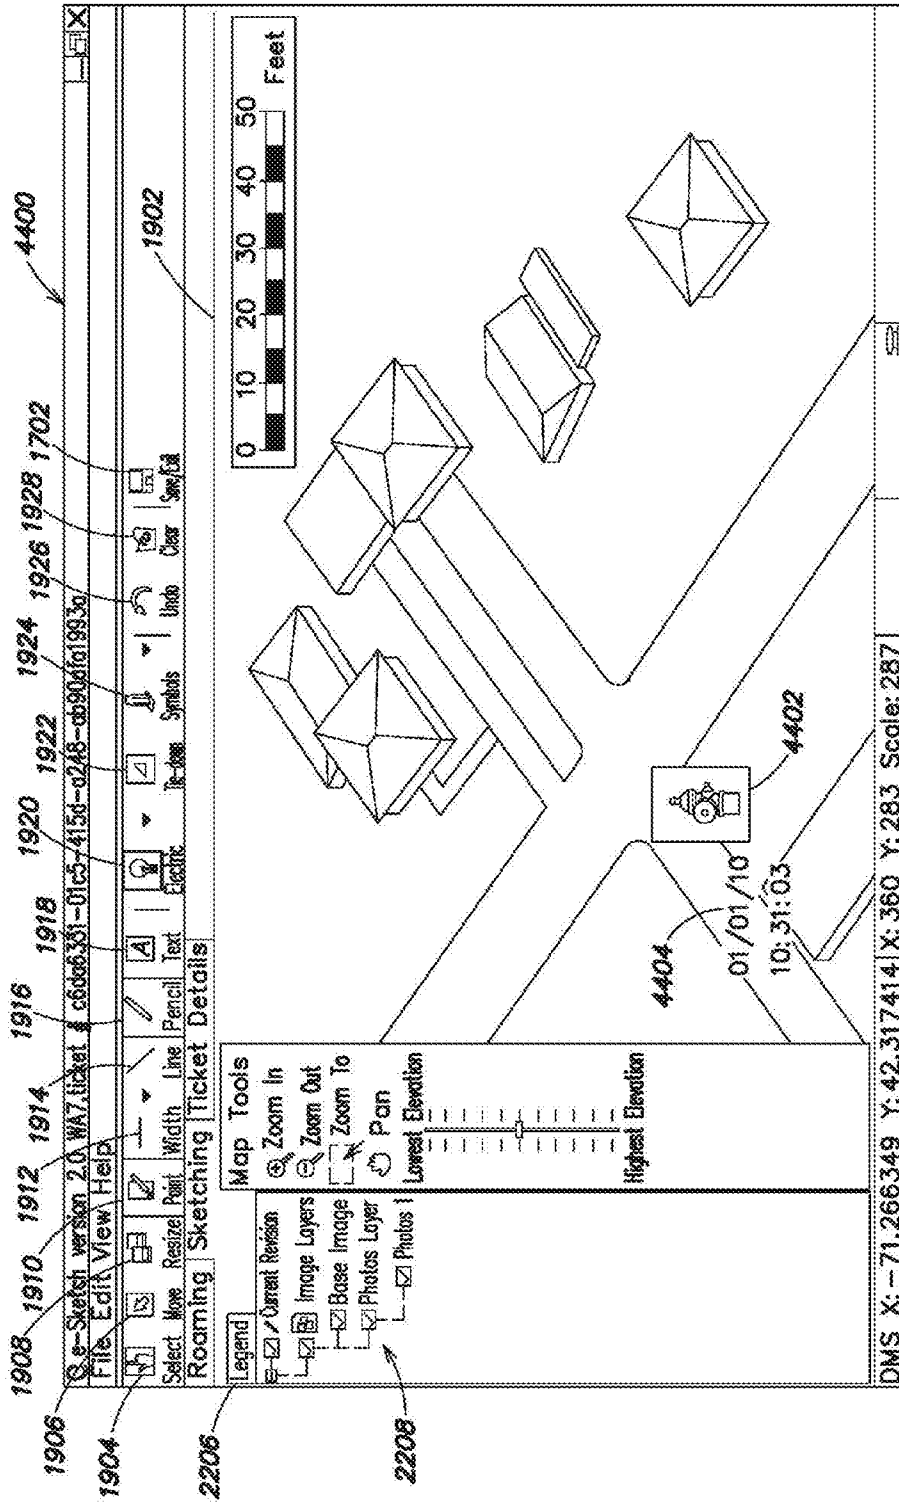 4400
1906 1908 1910 1912 1914 1916 1918 1920 1922 1924 1926 1928 1702
1904
e-Sketch version 2.0 WA7.ticket
c6da6381-01c5-415d-a248-ab90dfa1993a
File Edit View Help
Select Move Resize Point Width Line Pencil Text Electric Tie-down Symbols Undo Clear Save/Exit
Roaming Sketching Ticket Details
1902
2206
Legend
Current Revision
Image Layers
Base Image
Photos Layer
Photos 1
2208
Map Tools
Zoom In
Zoom Out
Zoom To
Pan
Lowest Elevation
Highest Elevation
0 10 20 30 40 50
Feet
4404
01/01/10
10:31:03
4402
DMS X: -71.266349 Y: 42.317414 X: 360 Y: 283 Scale: 287